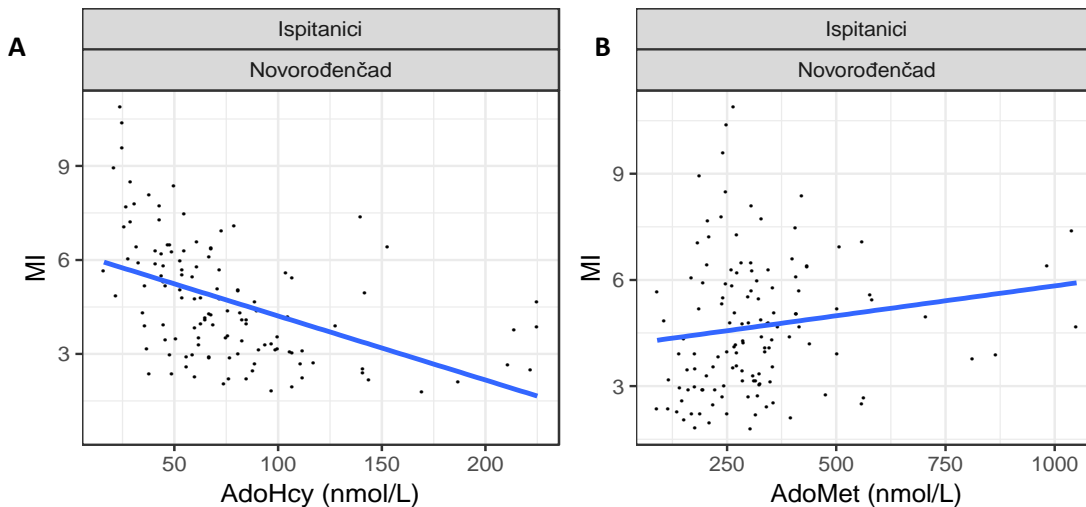 A
Ispitanici
Novorođenčad
MI
9
6
3
50
100
150
200
AdoHcy (nmol/L)
B
Ispitanici
Novorođenčad
MI
9
6
3
250
500
750
1000
AdoMet (nmol/L)